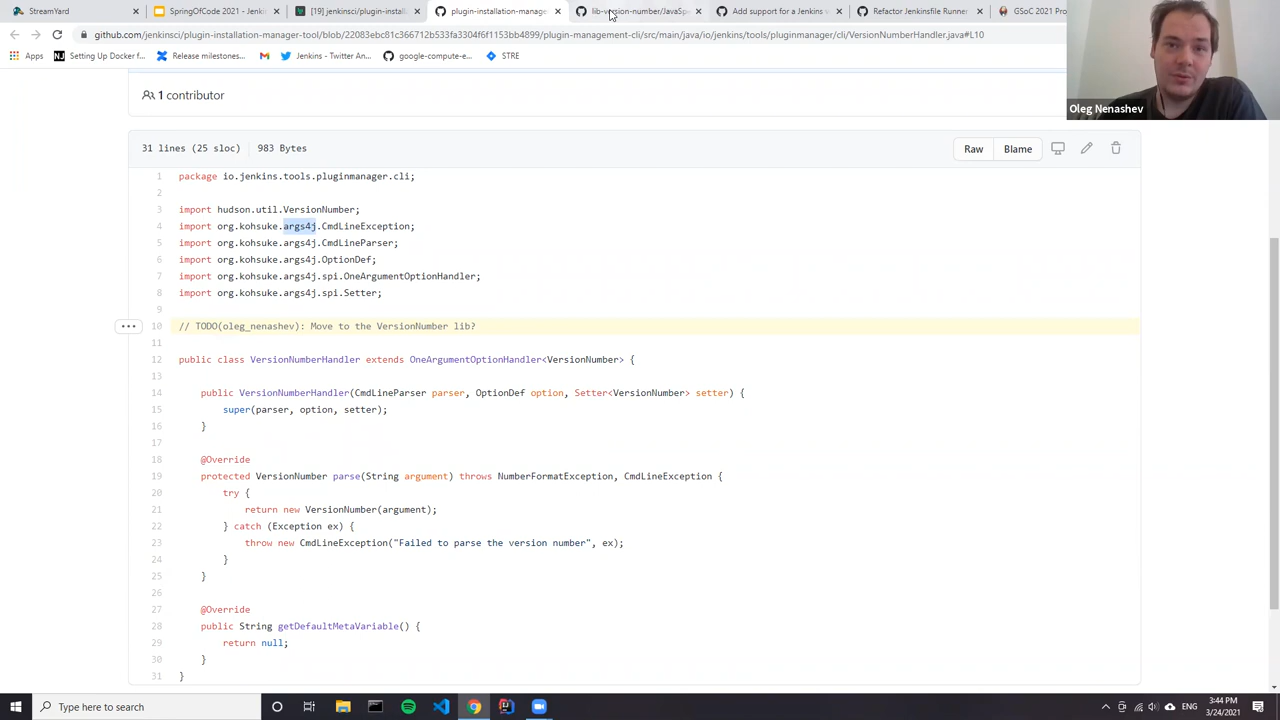 StreamYard
SpringOfCode 2021 - Jenkins
[19] jenkinsci/plugin-install
plugin-installation-manage
lib-version-number/JavaSpe
Add support for a Jenkins
Refactor Jenkinsfile Runner
GSoC 2021 Pro
github.com/jenkinsci/plugin-installation-manager-tool/blob/22083ebc81c366712b533fa3304f6f1153bb4899/plugin-management-cli/src/main/java/io/jenkins/tools/pluginmanager/cli/VersionNumberHandler.java#L10
Apps
Setting Up Docker f...
Release milestones...
Jenkins - Twitter An...
google-compute-e...
STRE
Oleg Nenashev
1 contributor
31 lines (25 sloc) 983 Bytes
Raw
Blame
1 package io.jenkins.tools.pluginmanager.cli;
2
3 import hudson.util.VersionNumber;
4 import org.kohsuke.args4j.CmdLineException;
5 import org.kohsuke.args4j.CmdLineParser;
6 import org.kohsuke.args4j.OptionDef;
7 import org.kohsuke.args4j.spi.OneArgumentOptionHandler;
8 import org.kohsuke.args4j.spi.Setter;
9
10 // TODO(oleg_nenashev): Move to the VersionNumber lib?
11
12 public class VersionNumberHandler extends OneArgumentOptionHandler<VersionNumber> {
13
14 public VersionNumberHandler(CmdLineParser parser, OptionDef option, Setter<VersionNumber> setter) {
15 super(parser, option, setter);
16 }
17
18 @Override
19 protected VersionNumber parse(String argument) throws NumberFormatException, CmdLineException {
20 try {
21 return new VersionNumber(argument);
22 } catch (Exception ex) {
23 throw new CmdLineException("Failed to parse the version number", ex);
24 }
25 }
26
27 @Override
28 public String getDefaultMetaVariable() {
29 return null;
30 }
31 }
Type here to search
3:44 PM
3/24/2021